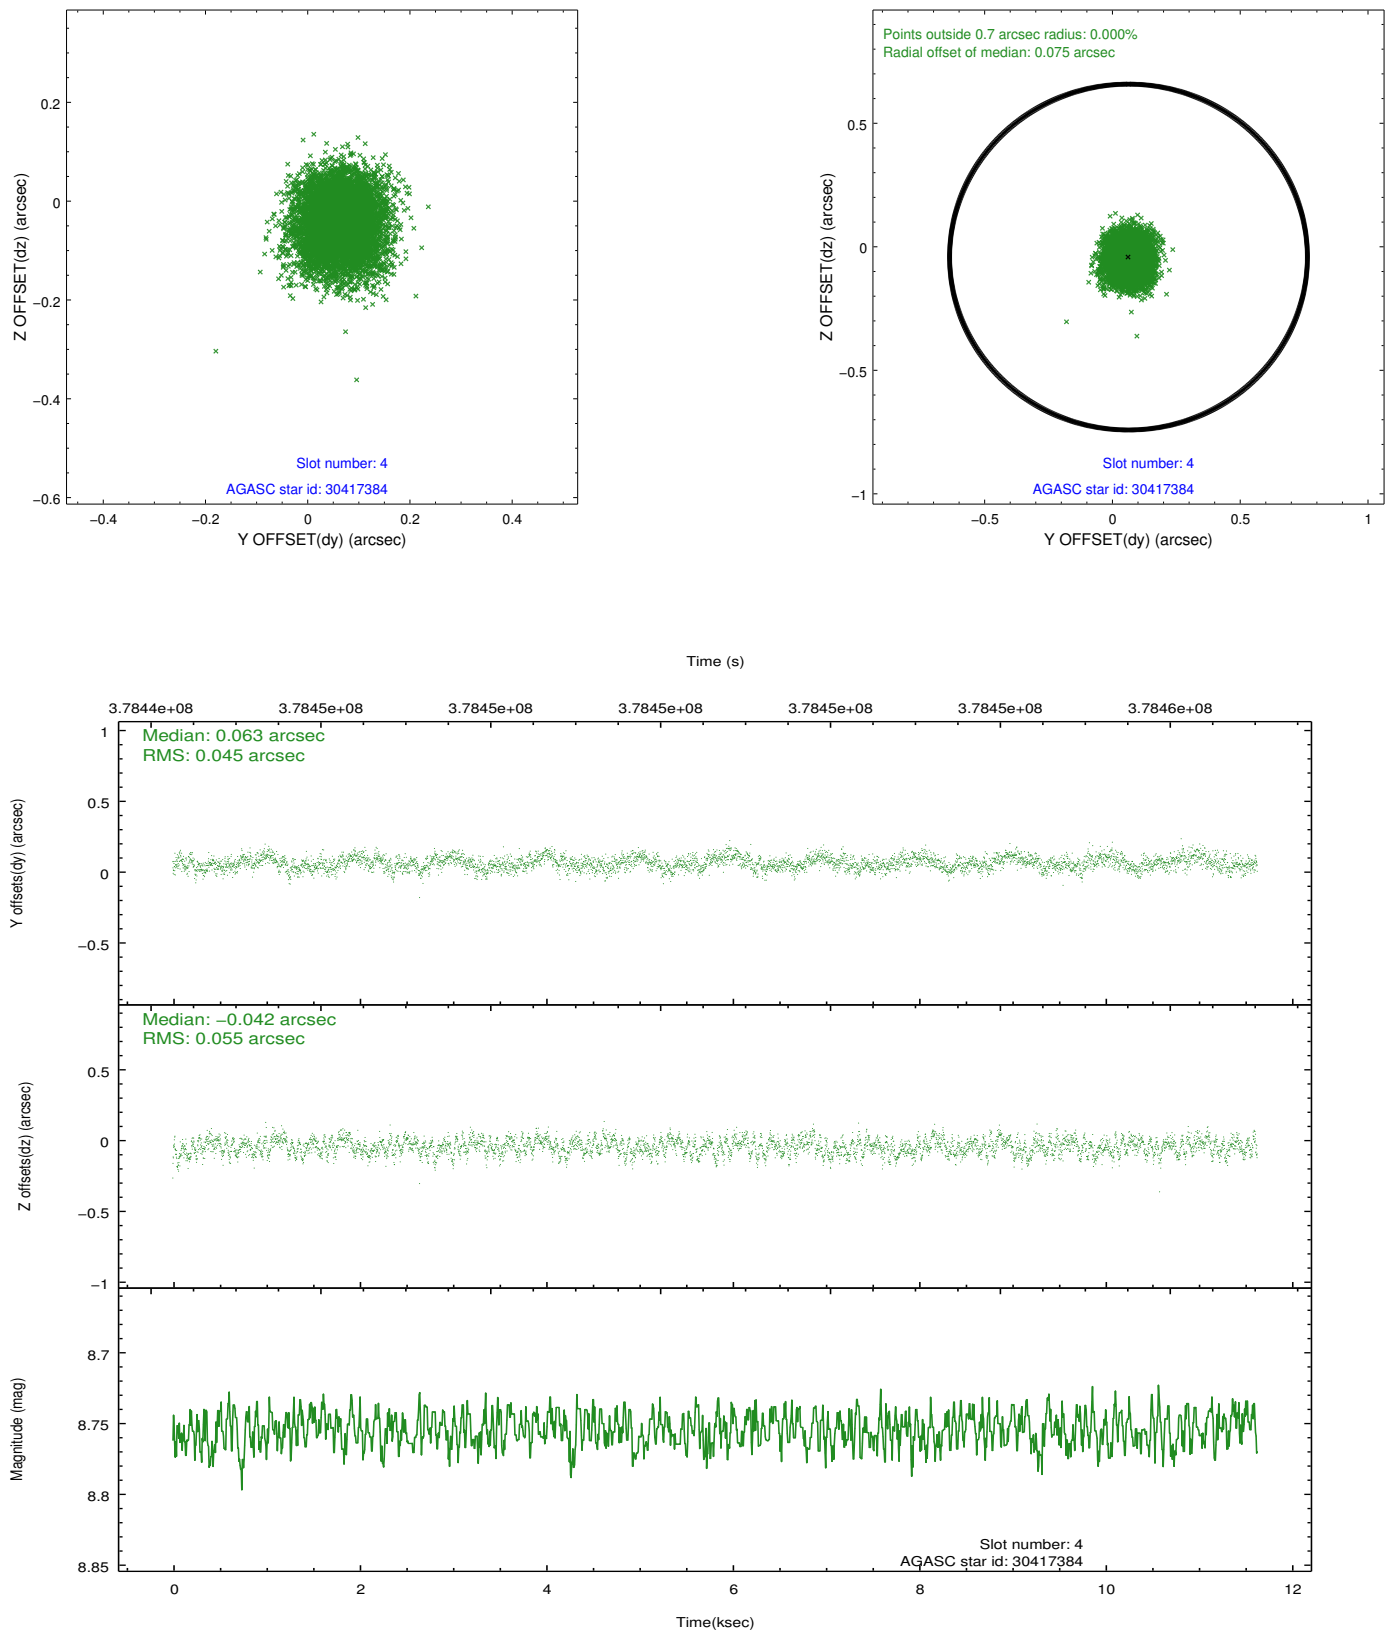 0.2
0
−0.2
−0.4
−0.6
Z OFFSET(dz) (arcsec)
Slot number: 4
AGASC star id: 30417384
−0.4 −0.2 0 0.2 0.4
Y OFFSET(dy) (arcsec)
Points outside 0.7 arcsec radius: 0.000%
Radial offset of median: 0.075 arcsec
0.5
0
−0.5
−1
Z OFFSET(dz) (arcsec)
Slot number: 4
AGASC star id: 30417384
−0.5 0 0.5 1
Y OFFSET(dy) (arcsec)
Time (s)
3.7844e+08 3.7845e+08 3.7845e+08 3.7845e+08 3.7845e+08 3.7845e+08 3.7846e+08
Median: 0.063 arcsec
RMS: 0.045 arcsec
1
0.5
0
−0.5
Y offsets(dy) (arcsec)
Median: −0.042 arcsec
RMS: 0.055 arcsec
0.5
0
−0.5
−1
Z offsets(dz) (arcsec)
8.7
8.75
8.8
8.85
Magnitude (mag)
Slot number: 4
AGASC star id: 30417384
0 2 4 6 8 10 12
Time(ksec)